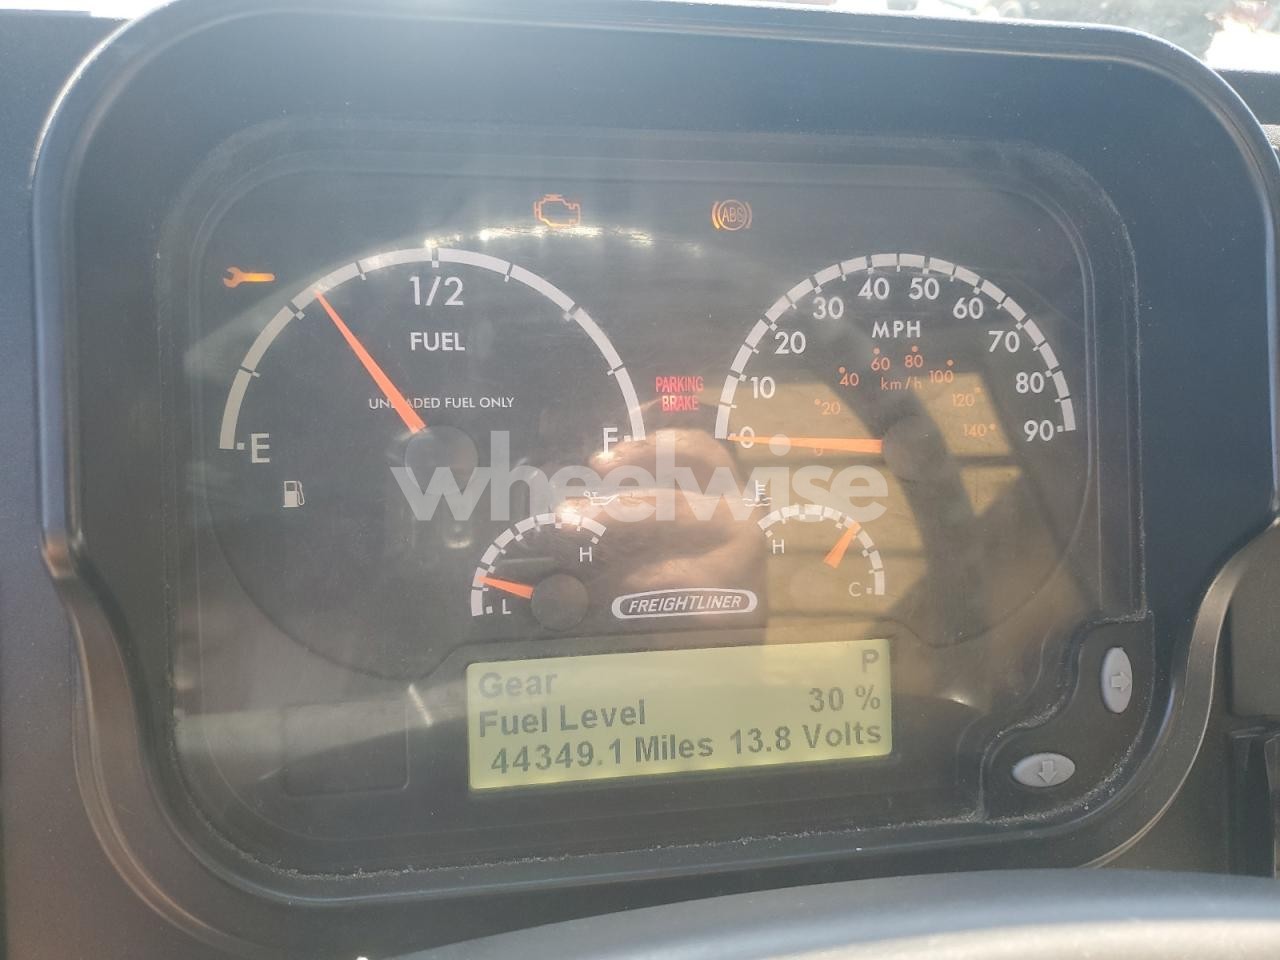 ABS
1/2
FUEL
UNLEADED FUEL ONLY
E
F
PARKING
BRAKE
0
10
20
30
40
50
60
70
80
90
MPH
km/h
20
40
60
80
100
120
140
wheelwise
L
H
H
C
FREIGHTLINER
Gear P
Fuel Level 30 %
44349.1 Miles 13.8 Volts